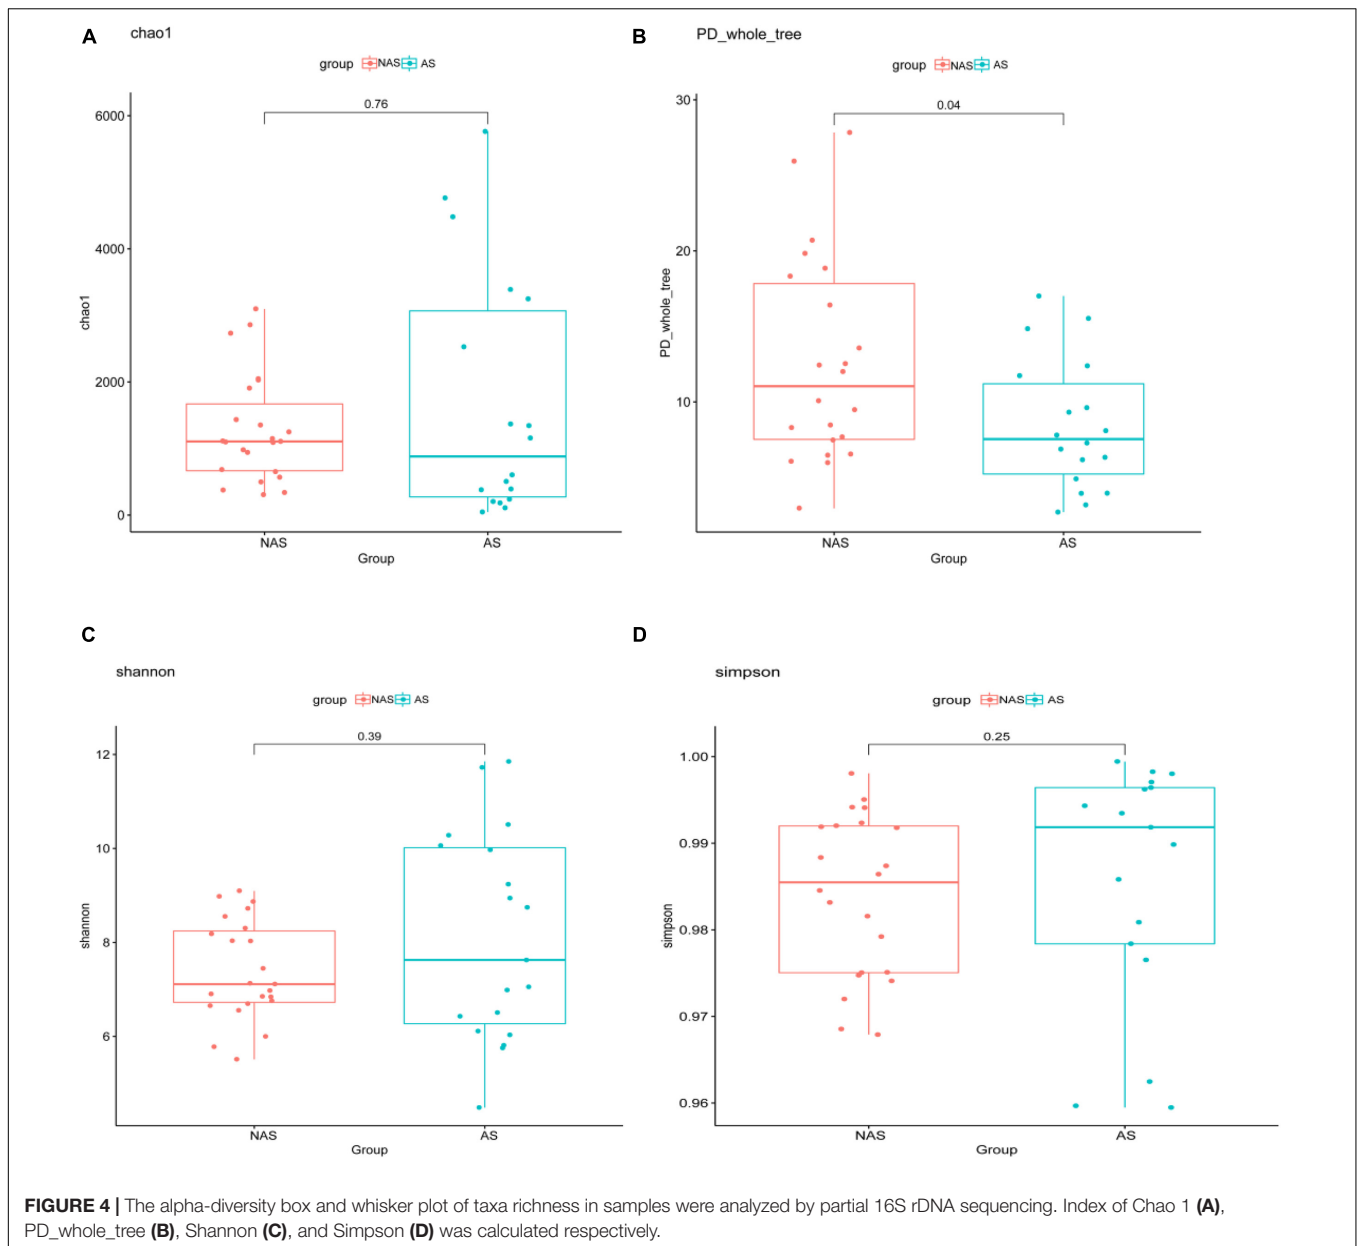 A
chao1
group NAS AS
0.76
6000
4000
2000
0
chao1
NAS AS
Group
B
PD_whole_tree
group NAS AS
0.04
30
20
10
PD_whole_tree
NAS AS
Group
C
shannon
group NAS AS
0.39
12
10
8
6
shannon
NAS AS
Group
D
simpson
group NAS AS
0.25
1.00
0.99
0.98
0.97
0.96
simpson
NAS AS
Group
FIGURE 4 | The alpha-diversity box and whisker plot of taxa richness in samples were analyzed by partial 16S rDNA sequencing. Index of Chao 1 (A),
PD_whole_tree (B), Shannon (C), and Simpson (D) was calculated respectively.